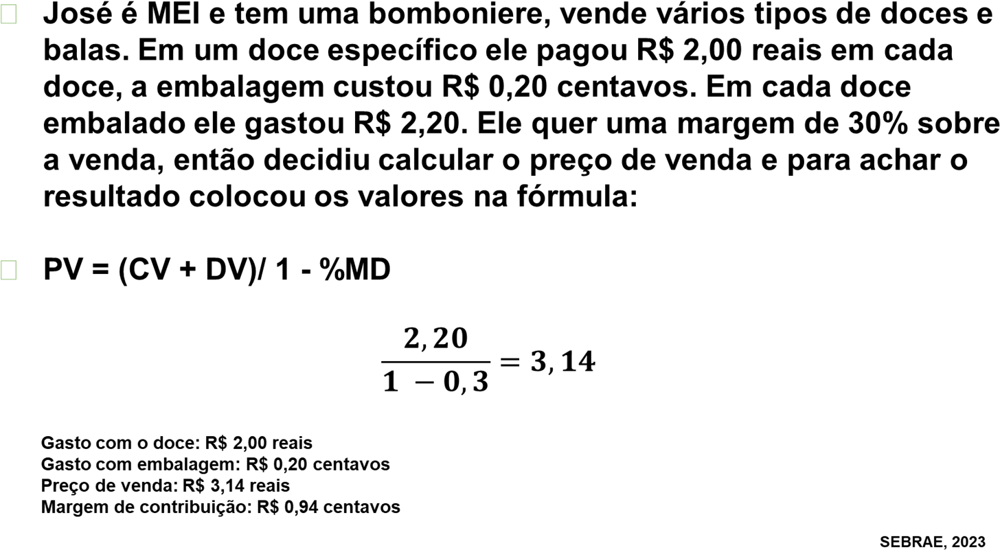 José é MEI e tem uma bomboniere, vende vários tipos de doces e
balas. Em um doce específico ele pagou R$ 2,00 reais em cada
doce, a embalagem custou R$ 0,20 centavos. Em cada doce
embalado ele gastou R$ 2,20. Ele quer uma margem de 30% sobre
a venda, então decidiu calcular o preço de venda e para achar o
resultado colocou os valores na fórmula:
PV = (CV + DV)/ 1 - %MD
2,20
1 − 0,3
= 3,14
Gasto com o doce: R$ 2,00 reais
Gasto com embalagem: R$ 0,20 centavos
Preço de venda: R$ 3,14 reais
Margem de contribuição: R$ 0,94 centavos
SEBRAE, 2023